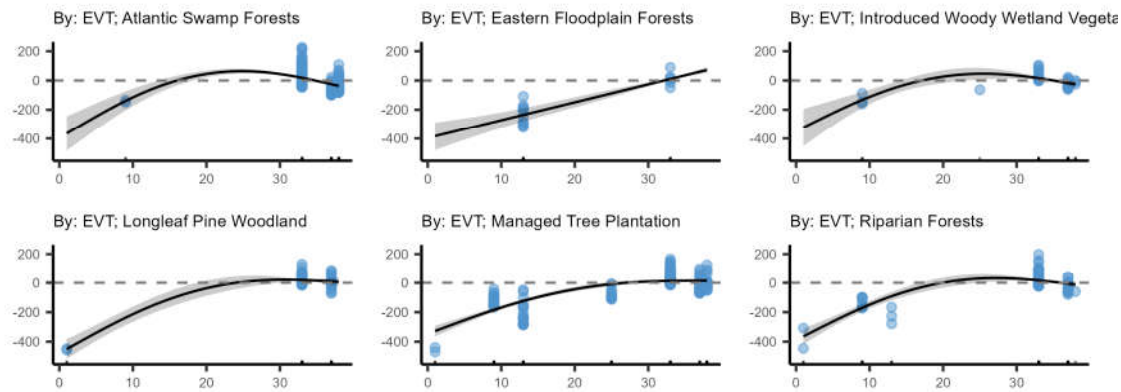 By: EVT; Atlantic Swamp Forests
By: EVT; Eastern Floodplain Forests
By: EVT; Introduced Woody Wetland Vegeta
200
0
-200
-400
0 10 20 30
200
0
-200
-400
0 10 20 30
200
0
-200
-400
0 10 20 30
By: EVT; Longleaf Pine Woodland
By: EVT; Managed Tree Plantation
By: EVT; Riparian Forests
200
0
-200
-400
0 10 20 30
200
0
-200
-400
0 10 20 30
200
0
-200
-400
0 10 20 30